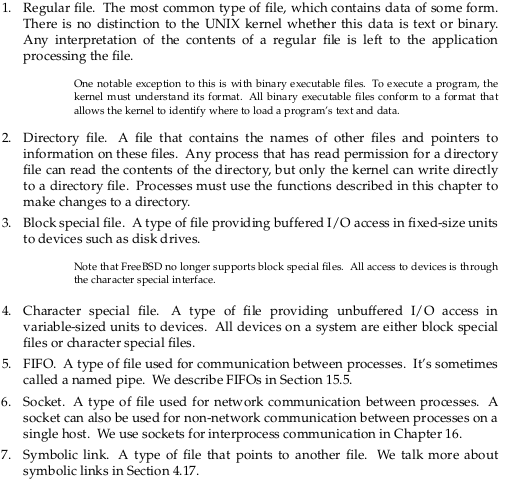 1. Regular file. The most common type of file, which contains data of some form.
There is no distinction to the UNIX kernel whether this data is text or binary.
Any interpretation of the contents of a regular file is left to the application
processing the file.
One notable exception to this is with binary executable files. To execute a program, the
kernel must understand its format. All binary executable files conform to a format that
allows the kernel to identify where to load a program's text and data.
2. Directory file. A file that contains the names of other files and pointers to
information on these files. Any process that has read permission for a directory
file can read the contents of the directory, but only the kernel can write directly
to a directory file. Processes must use the functions described in this chapter to
make changes to a directory.
3. Block special file. A type of file providing buffered I/O access in fixed-size units
to devices such as disk drives.
Note that FreeBSD no longer supports block special files. All access to devices is through
the character special interface.
4. Character special file. A type of file providing unbuffered I/O access in
variable-sized units to devices. All devices on a system are either block special
files or character special files.
5. FIFO. A type of file used for communication between processes. It's sometimes
called a named pipe. We describe FIFOs in Section 15.5.
6. Socket. A type of file used for network communication between processes. A
socket can also be used for non-network communication between processes on a
single host. We use sockets for interprocess communication in Chapter 16.
7. Symbolic link. A type of file that points to another file. We talk more about
symbolic links in Section 4.17.